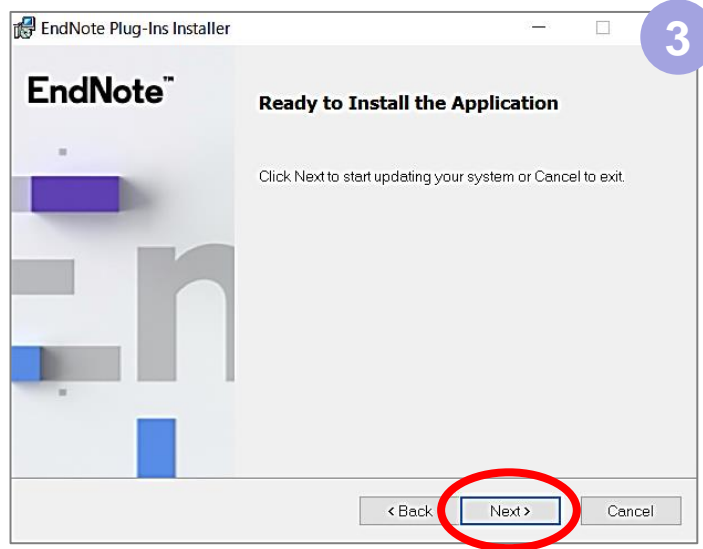 EndNote Plug-Ins Installer
3
EndNote™
Ready to Install the Application
Click Next to start updating your system or Cancel to exit.
En
< Back
Next >
Cancel